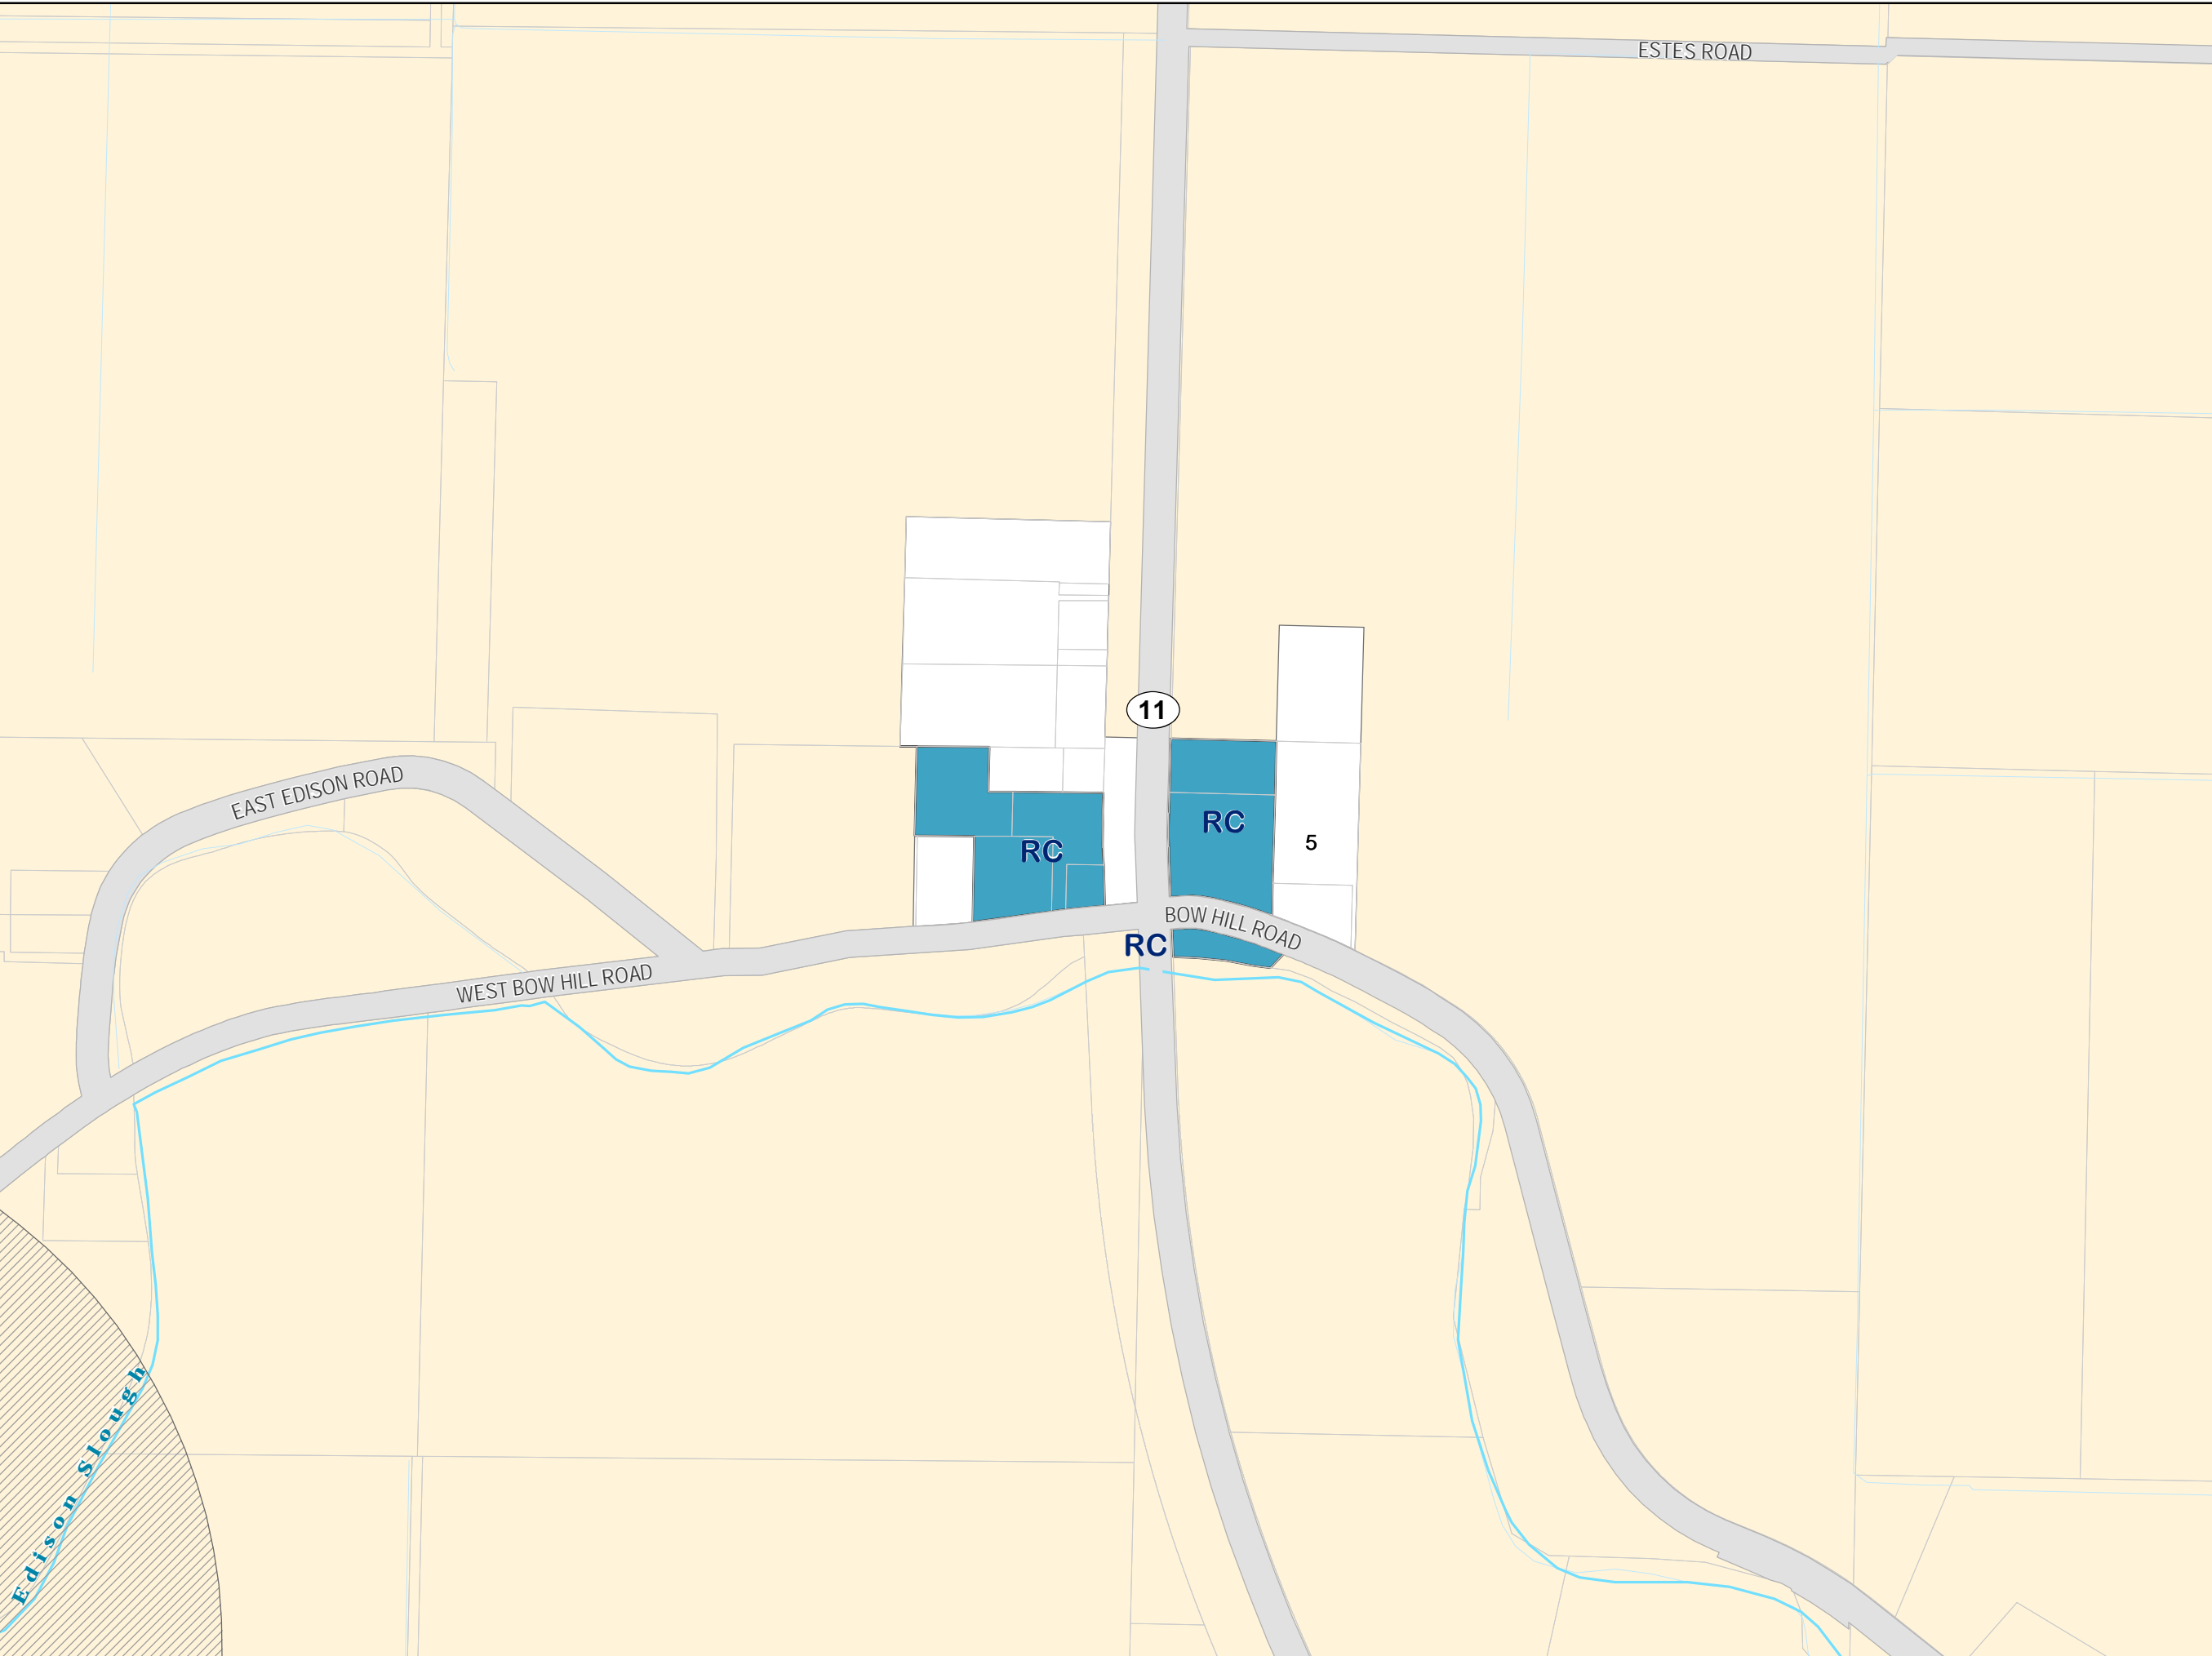 ESTES ROAD
11
EAST EDISON ROAD
RC
RC
5
BOW HILL ROAD
RC
WEST BOW HILL ROAD
Edison Slough